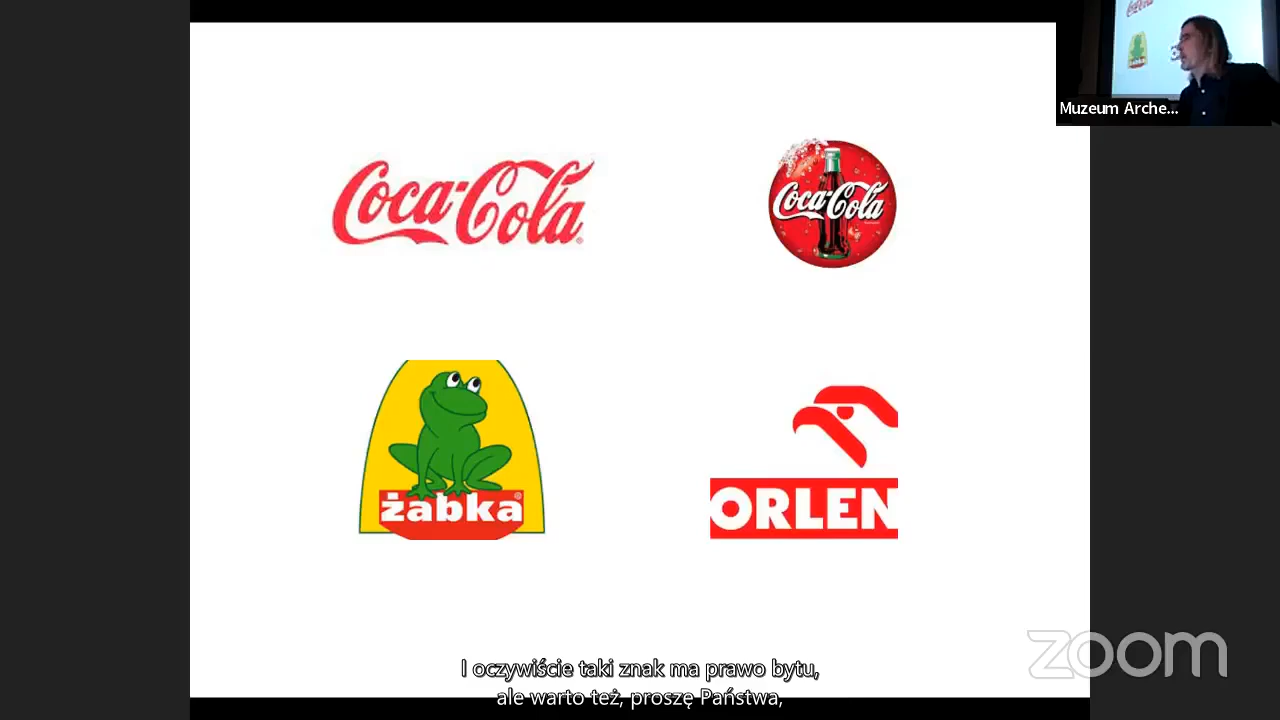 Coca-Cola
Coca-Cola
żabka
ORLEN
Muzeum Arche...
zoom
I oczywiście taki znak ma prawo bytu,
ale warto też, proszę Państwa,